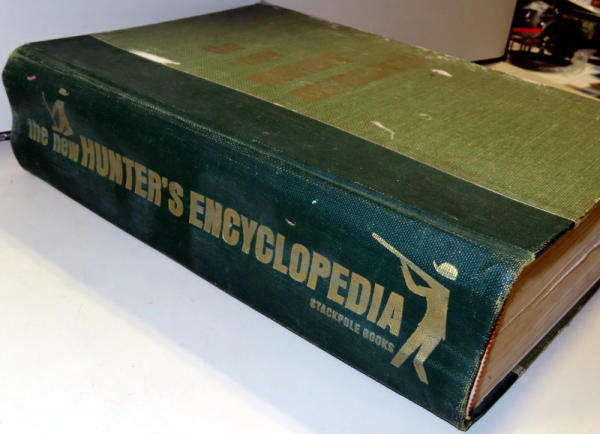 the new HUNTER'S ENCYCLOPEDIA
STACKPOLE BOOKS